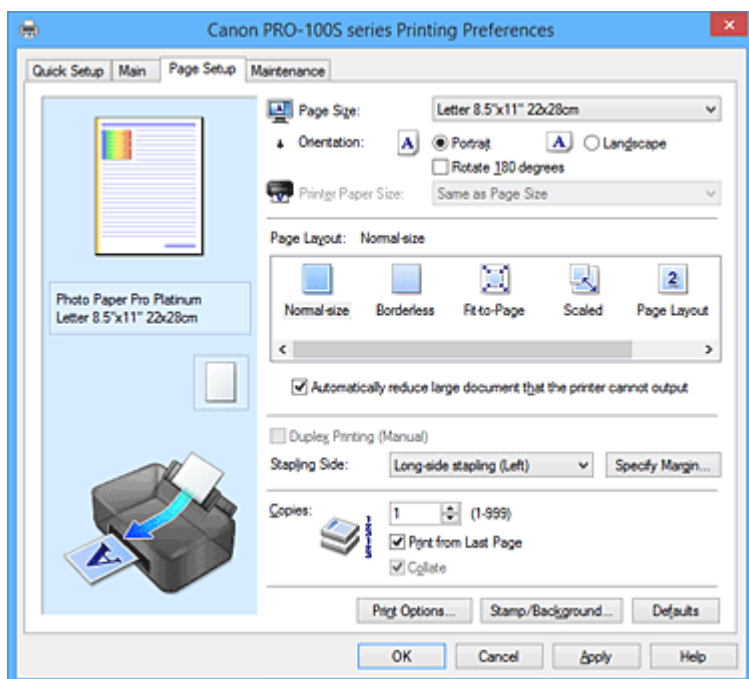 Canon PRO-100S series Printing Preferences
Quick Setup Main Page Setup Maintenance
Page Size: Letter 8.5"x11" 22x28cm
Orientation: A Portrait A Landscape
Rotate 180 degrees
Printer Paper Size: Same as Page Size
Page Layout: Normal-size
Normal-size Borderless Fit-to-Page Scaled 2 Page Layout
Photo Paper Pro Platinum
Letter 8.5"x11" 22x28cm
Automatically reduce large document that the printer cannot output
Duplex Printing (Manual)
Stapling Side: Long-side stapling (Left) Specify Margin...
Copies: 1 (1-999)
Print from Last Page
Collate
A
Print Options... Stamp/Background... Defaults
OK Cancel Apply Help